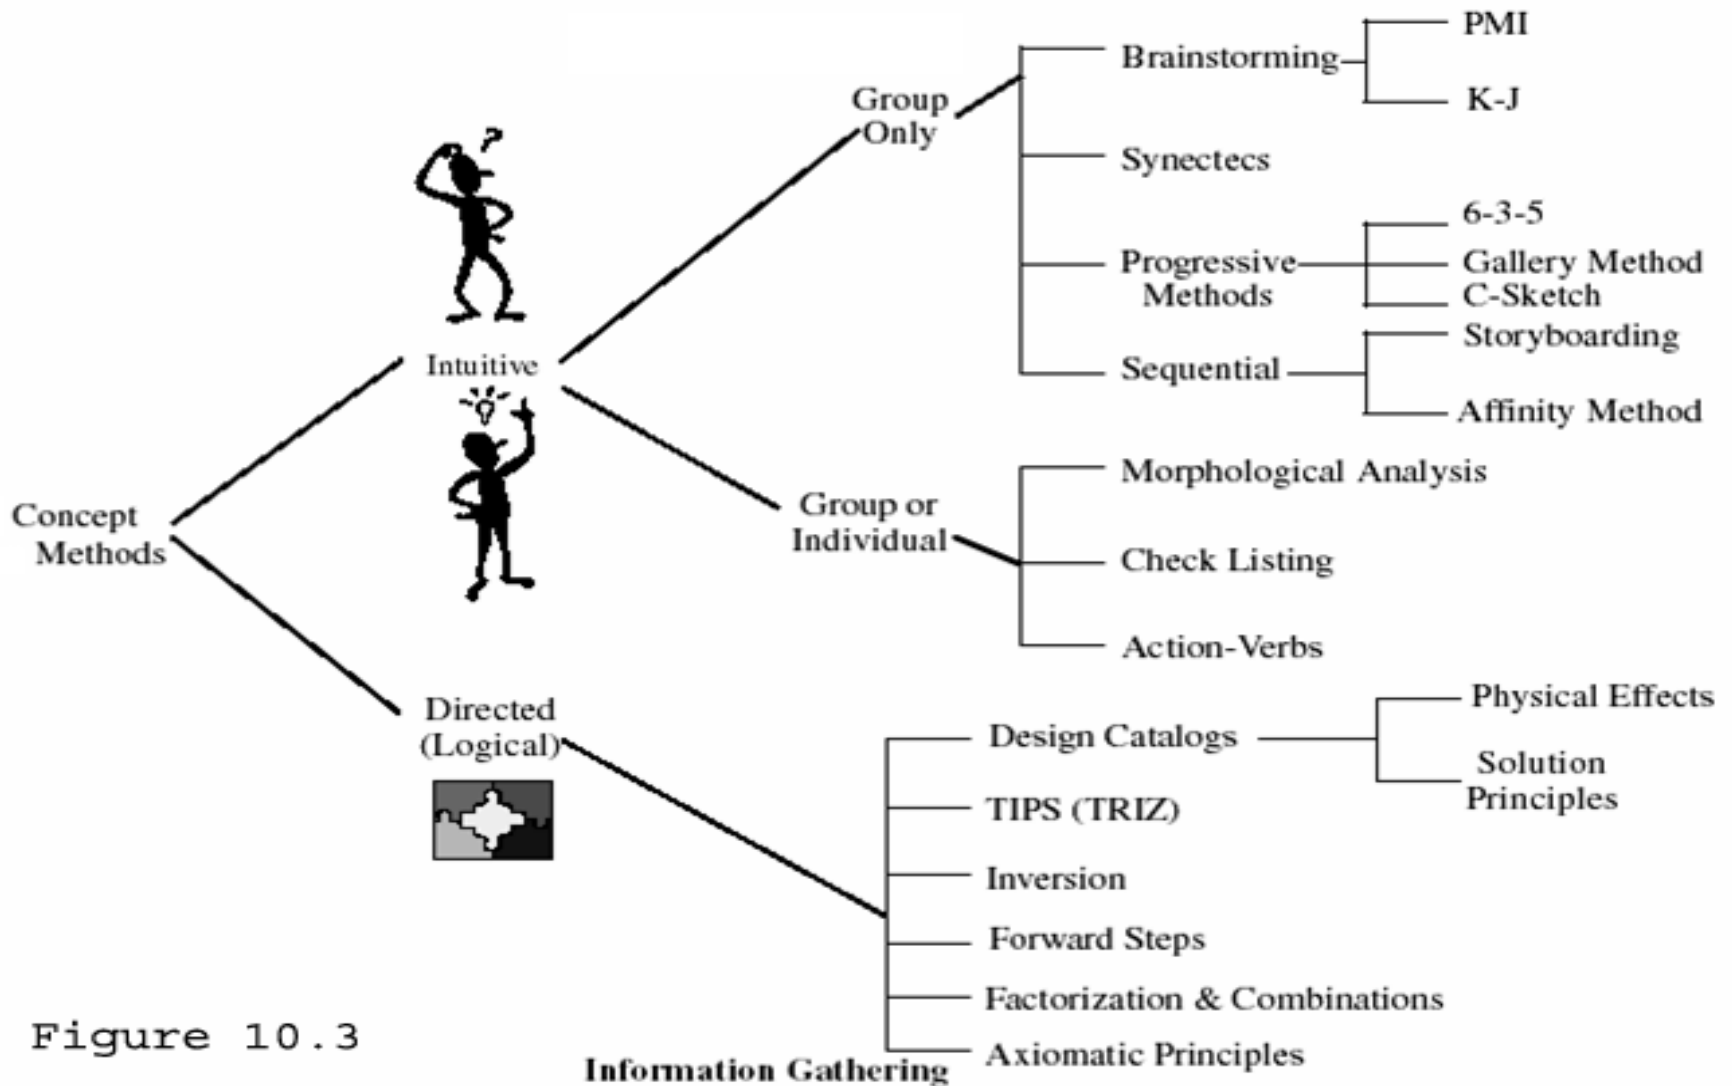 PMI
Brainstorming
K-J
Group
Only
?
Synectecs
6-3-5
Progressive
Methods
Gallery Method
C-Sketch
Storyboarding
Sequential
Affinity Method
Intuitive
Morphological Analysis
Group or
Individual
Check Listing
Action-Verbs
Concept
Methods
Directed
(Logical)
Physical Effects
Design Catalogs
Solution
Principles
TIPS (TRIZ)
Inversion
Forward Steps
Factorization & Combinations
Axiomatic Principles
Figure 10.3
Information Gathering